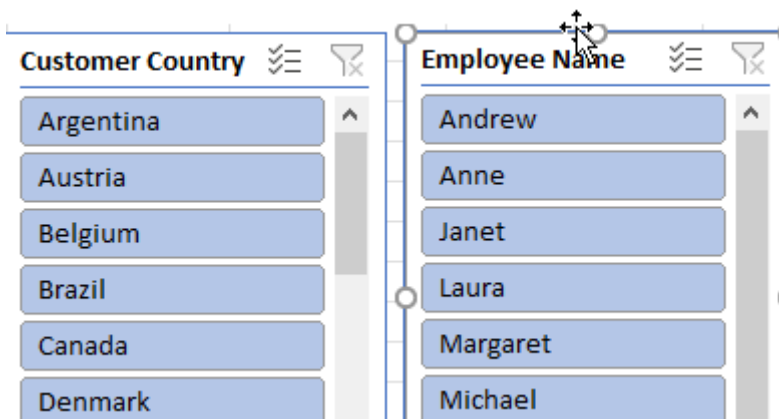 Customer Country
Argentina
Austria
Belgium
Brazil
Canada
Denmark
Employee Name
Andrew
Anne
Janet
Laura
Margaret
Michael